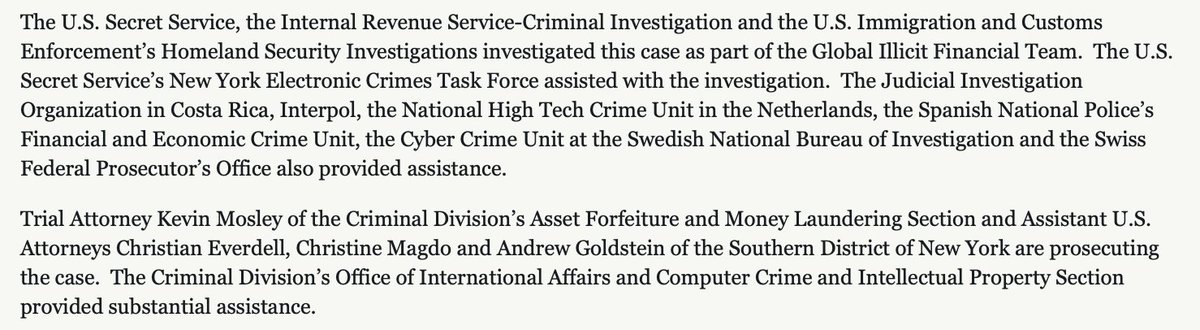 The U.S. Secret Service, the Internal Revenue Service-Criminal Investigation and the U.S. Immigration and Customs
Enforcement’s Homeland Security Investigations investigated this case as part of the Global Illicit Financial Team.  The U.S.
Secret Service’s New York Electronic Crimes Task Force assisted with the investigation.  The Judicial Investigation
Organization in Costa Rica, Interpol, the National High Tech Crime Unit in the Netherlands, the Spanish National Police’s
Financial and Economic Crime Unit, the Cyber Crime Unit at the Swedish National Bureau of Investigation and the Swiss
Federal Prosecutor’s Office also provided assistance.
Trial Attorney Kevin Mosley of the Criminal Division’s Asset Forfeiture and Money Laundering Section and Assistant U.S.
Attorneys Christian Everdell, Christine Magdo and Andrew Goldstein of the Southern District of New York are prosecuting
the case.  The Criminal Division’s Office of International Affairs and Computer Crime and Intellectual Property Section
provided substantial assistance.